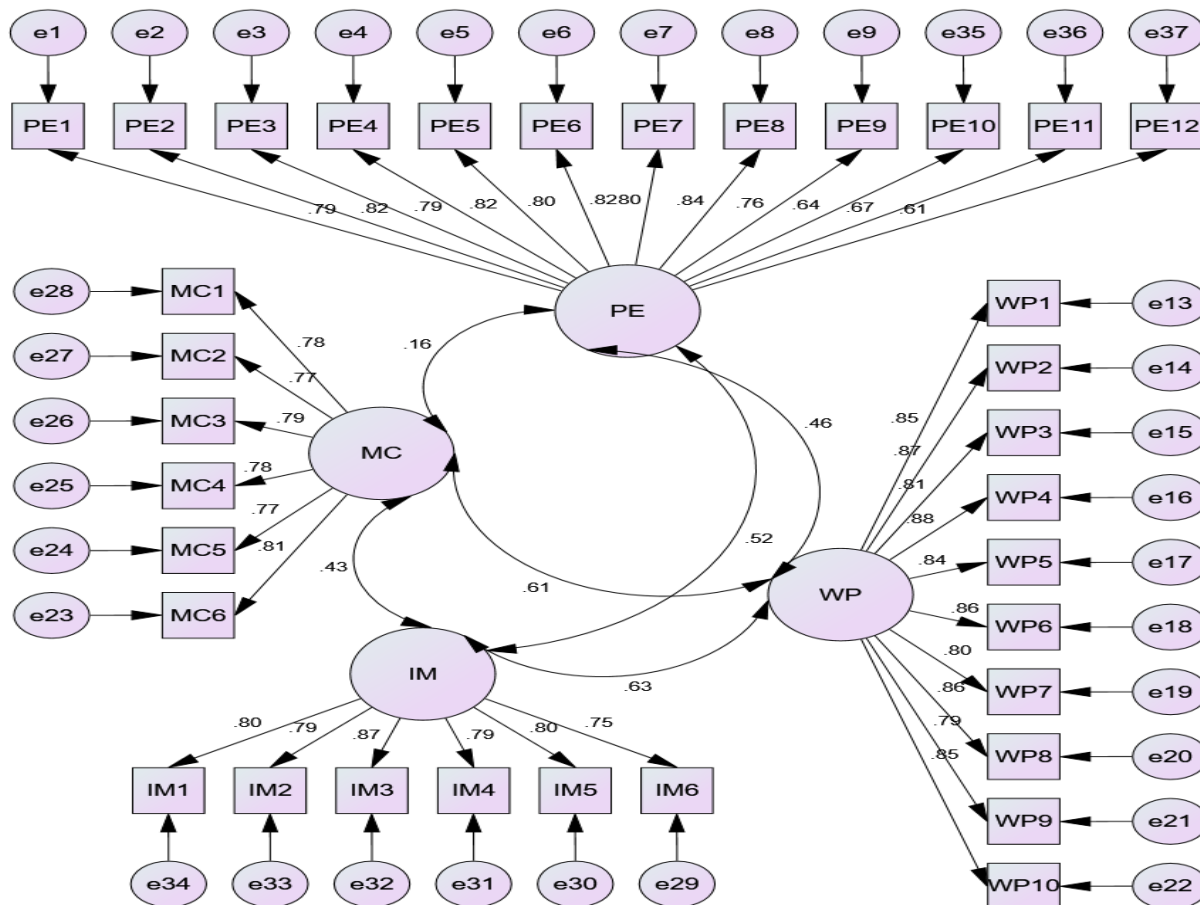 e1 e2 e3 e4 e5 e6 e7 e8 e9 e35 e36 e37
PE1 PE2 PE3 PE4 PE5 PE6 PE7 PE8 PE9 PE10 PE11 PE12
.79 .82 .79 .82 .80 .82 80 .84 .76 .64 .67 .61
PE
e28 MC1
e27 MC2
e26 MC3
e25 MC4
e24 MC5
e23 MC6
.78
.77
.79
.78
.77
.81
MC
.16
.46
.52
.43
.61
.63
WP
.85
.87
.81
.88
.84
.86
.80
.86
.79
.85
WP1 e13
WP2 e14
WP3 e15
WP4 e16
WP5 e17
WP6 e18
WP7 e19
WP8 e20
WP9 e21
WP10 e22
IM
.80 .79 .87 .79 .80 .75
IM1 IM2 IM3 IM4 IM5 IM6
e34 e33 e32 e31 e30 e29